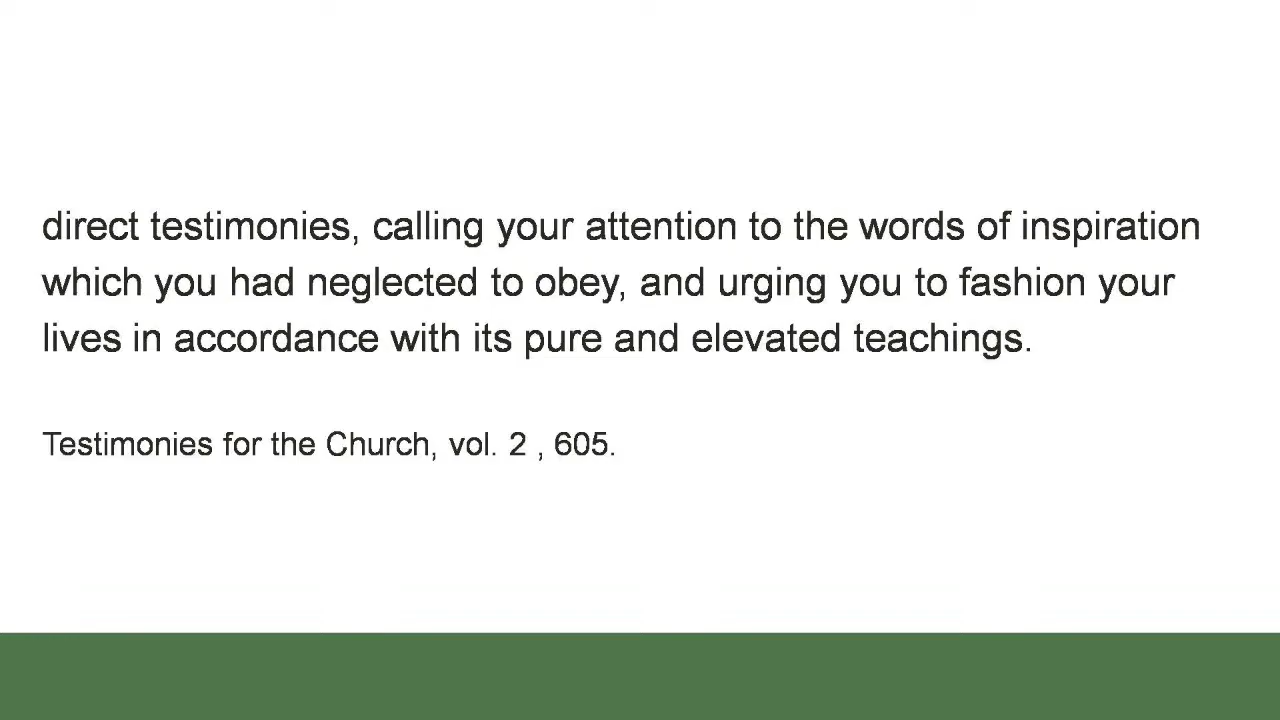 direct testimonies, calling your attention to the words of inspiration
which you had neglected to obey, and urging you to fashion your
lives in accordance with its pure and elevated teachings.
Testimonies for the Church, vol. 2 , 605.